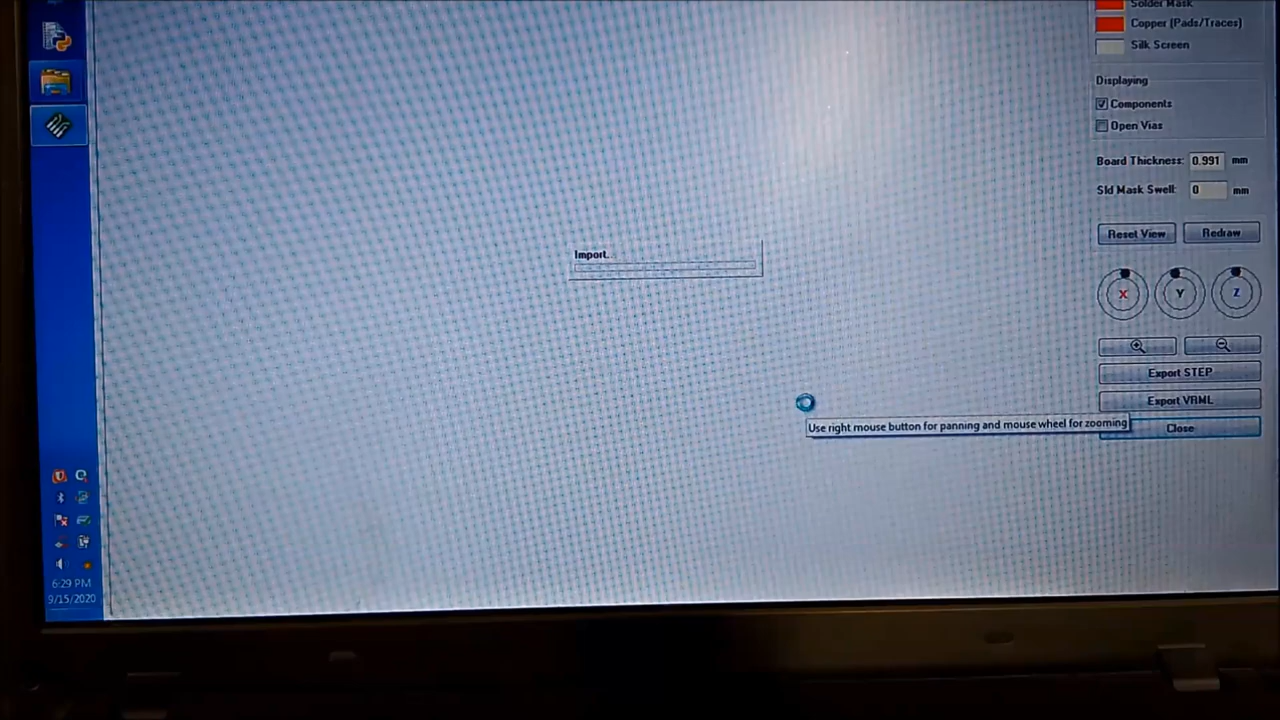 Solder Mask
Copper (Pads/Traces)
Silk Screen
Displaying
Components
Open Vias
Board Thickness: 0.991 mm
Sld Mask Swell: 0 mm
Reset View Redraw
Import..
X Y Z
Export STEP
Export VRML
Use right mouse button for panning and mouse wheel for zooming
Close
6:29 PM
9/15/2020